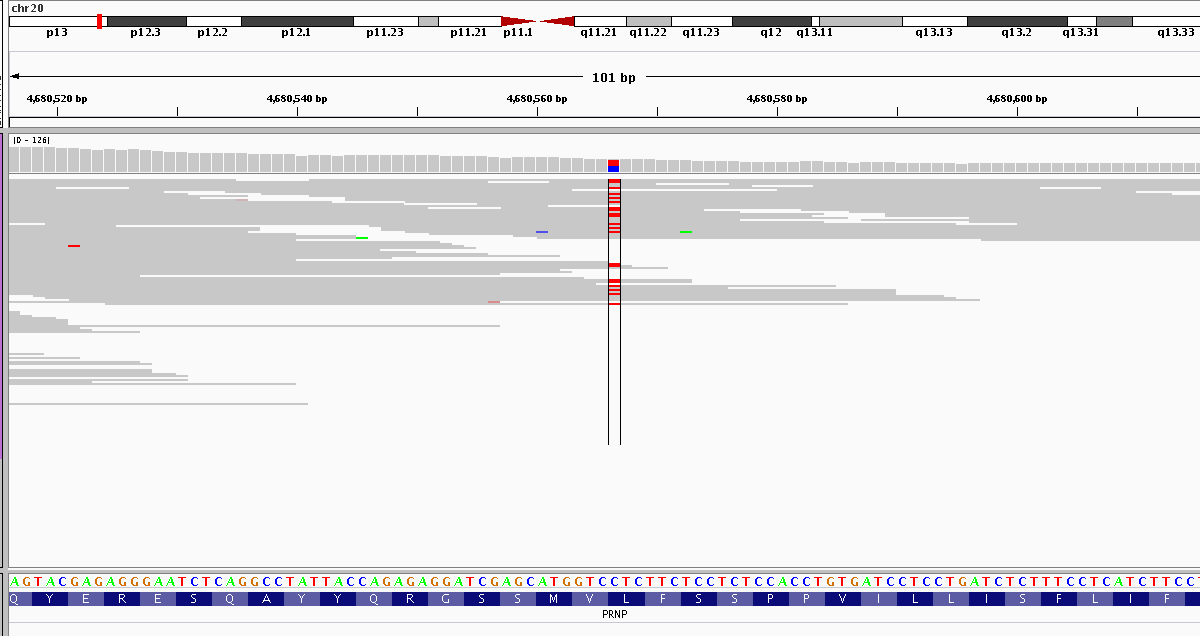 chr20
p13 p12.3 p12.2 p12.1 p11.23 p11.21 p11.1 q11.21 q11.22 q11.23 q12 q13.11 q13.13 q13.2 q13.31 q13.33
101 bp
4,680,520 bp 4,680,540 bp 4,680,560 bp 4,680,580 bp 4,680,600 bp
[0 - 126]
AGTACGAGAGGGAATCTCAGGCCTATTACCAGAGAGGATCGAGCATGGTCCTCTTCTCCTCTCCACCTGTGATCCTCCTGATCTCTTTCCTCATCTTCC
Q Y E R E S Q A Y Y Q R G S S M V L F S S P P V I L L I S F L I F
PRNP